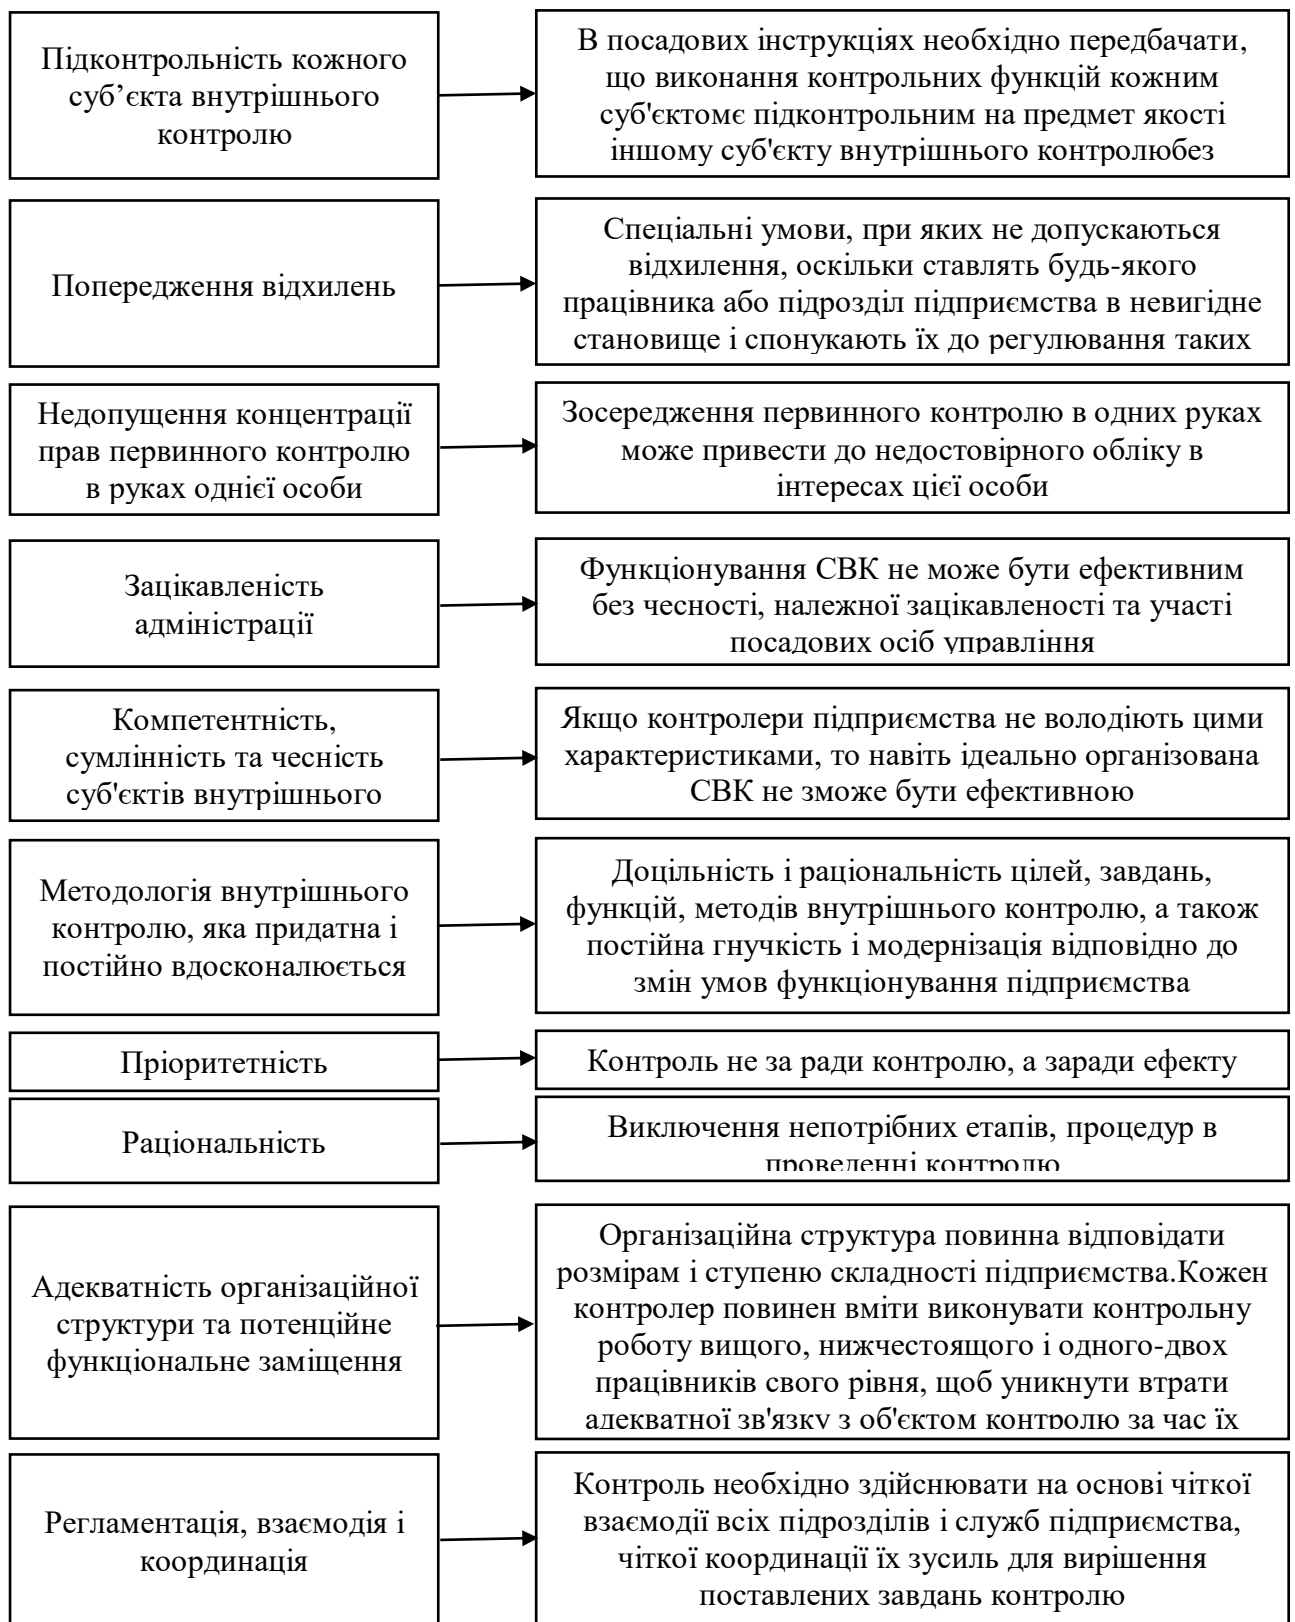 Підконтрольність кожного
суб’єкта внутрішнього
контролю
В посадових інструкціях необхідно передбачати,
що виконання контрольних функцій кожним
суб'єктомє підконтрольним на предмет якості
іншому суб'єкту внутрішнього контролюбез
Попередження відхилень
Спеціальні умови, при яких не допускаються
відхилення, оскільки ставлять будь-якого
працівника або підрозділ підприємства в невигідне
становище і спонукають їх до регулювання таких
Недопущення концентрації
прав первинного контролю
в руках однієї особи
Зосередження первинного контролю в одних руках
може привести до недостовірного обліку в
інтересах цієї особи
Зацікавленість
адміністрації
Функціонування СВК не може бути ефективним
без чесності, належної зацікавленості та участі
посадових осіб управління
Компетентність,
сумлінність та чесність
суб'єктів внутрішнього
Якщо контролери підприємства не володіють цими
характеристиками, то навіть ідеально організована
СВК не зможе бути ефективною
Методологія внутрішнього
контролю, яка придатна і
постійно вдосконалюється
Доцільність і раціональність цілей, завдань,
функцій, методів внутрішнього контролю, а також
постійна гнучкість і модернізація відповідно до
змін умов функціонування підприємства
Пріоритетність
Контроль не за ради контролю, а заради ефекту
Раціональність
Виключення непотрібних етапів, процедур в
проведенні контролю
Адекватність організаційної
структури та потенційне
функціональне заміщення
Організаційна структура повинна відповідати
розмірам і ступеню складності підприємства.Кожен
контролер повинен вміти виконувати контрольну
роботу вищого, нижчестоящого і одного-двох
працівників свого рівня, щоб уникнути втрати
адекватної зв'язку з об'єктом контролю за час їх
Регламентація, взаємодія і
координація
Контроль необхідно здійснювати на основі чіткої
взаємодії всіх підрозділів і служб підприємства,
чіткої координації їх зусиль для вирішення
поставлених завдань контролю